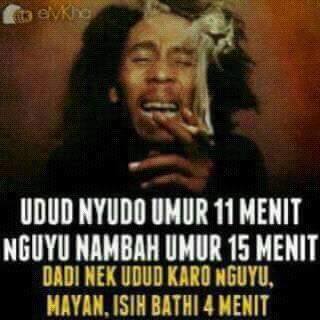 elyKha
UDUD NYUDO UMUR 11 MENIT
NGUYU NAMBAH UMUR 15 MENIT
DADI NEK UDUD KARO NGUYU,
MAYAN, ISIH BATHI 4 MENIT